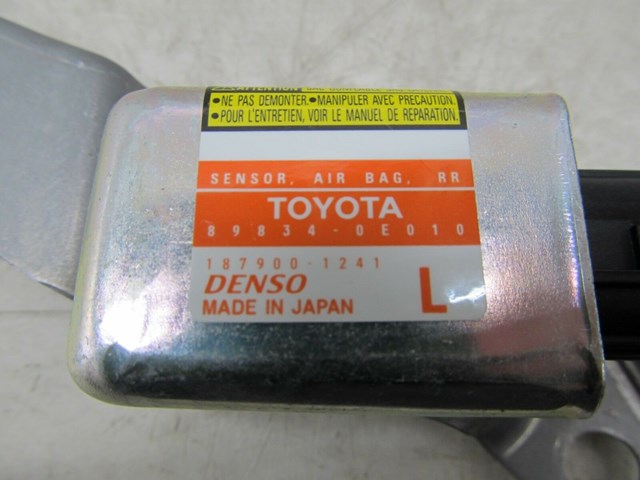 •NE PAS DEMONTER.•MANIPULER AVEC PRECAUTION.
•POUR L'ENTRETIEN, VOIR LE MANUEL DE REPARATION.
SENSOR, AIR BAG, RR
TOYOTA
89834-0E010
187900-1241
DENSO
MADE IN JAPAN
L